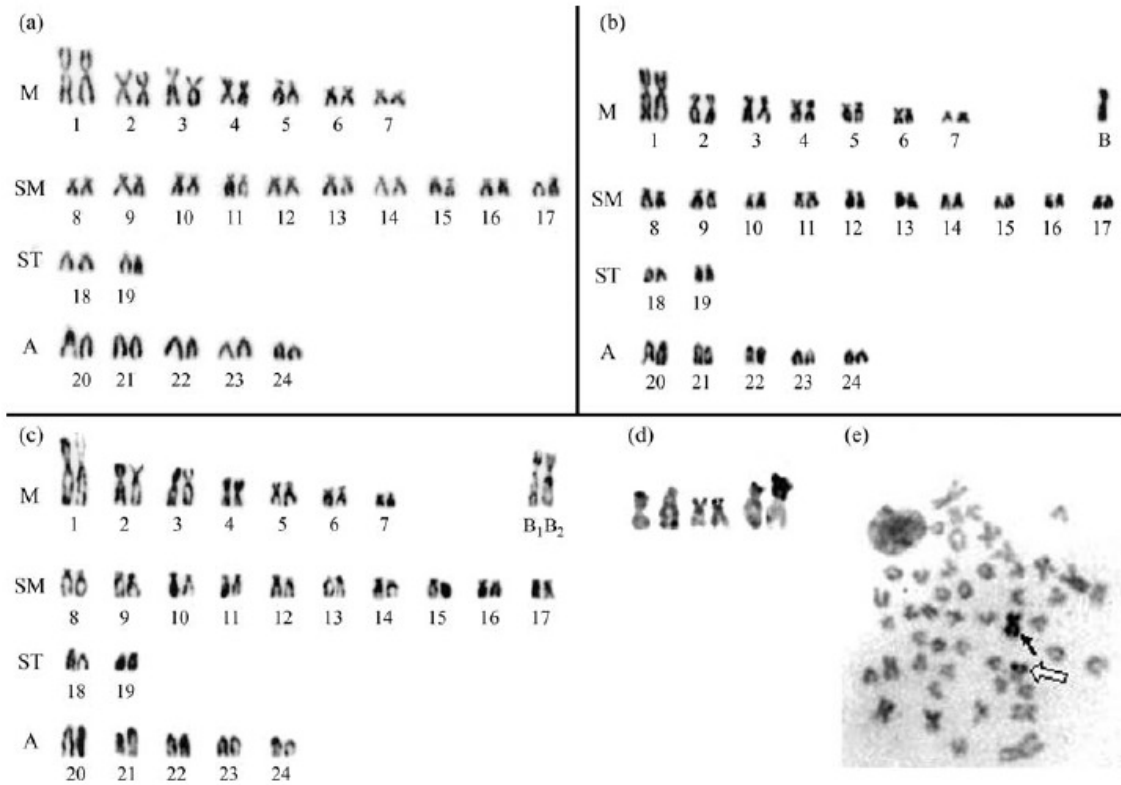 (a)
M
1 2 3 4 5 6 7
SM
8 9 10 11 12 13 14 15 16 17
ST
18 19
A
20 21 22 23 24
(b)
M
1 2 3 4 5 6 7 B
SM
8 9 10 11 12 13 14 15 16 17
ST
18 19
A
20 21 22 23 24
(c)
M
1 2 3 4 5 6 7 B₁B₂
SM
8 9 10 11 12 13 14 15 16 17
ST
18 19
A
20 21 22 23 24
(d)
(e)